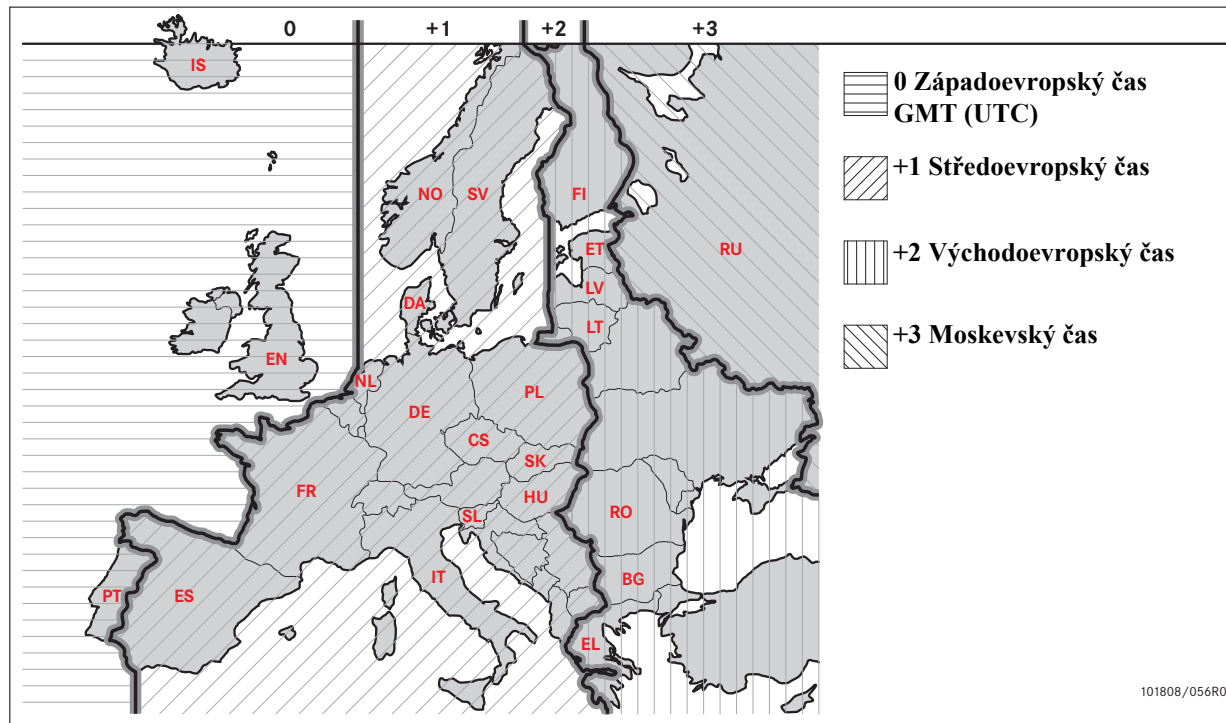 0 +1 +2 +3
IS
NO SV FI
ET RU
LV
DA
LT
EN
NL
PL
DE
CS
SK
FR HU
RO
SL
IT BG
PT ES
EL
0 Západoevropský čas
GMT (UTC)
+1 Středoevropský čas
+2 Východoevropský čas
+3 Moskevský čas
101808/056R0